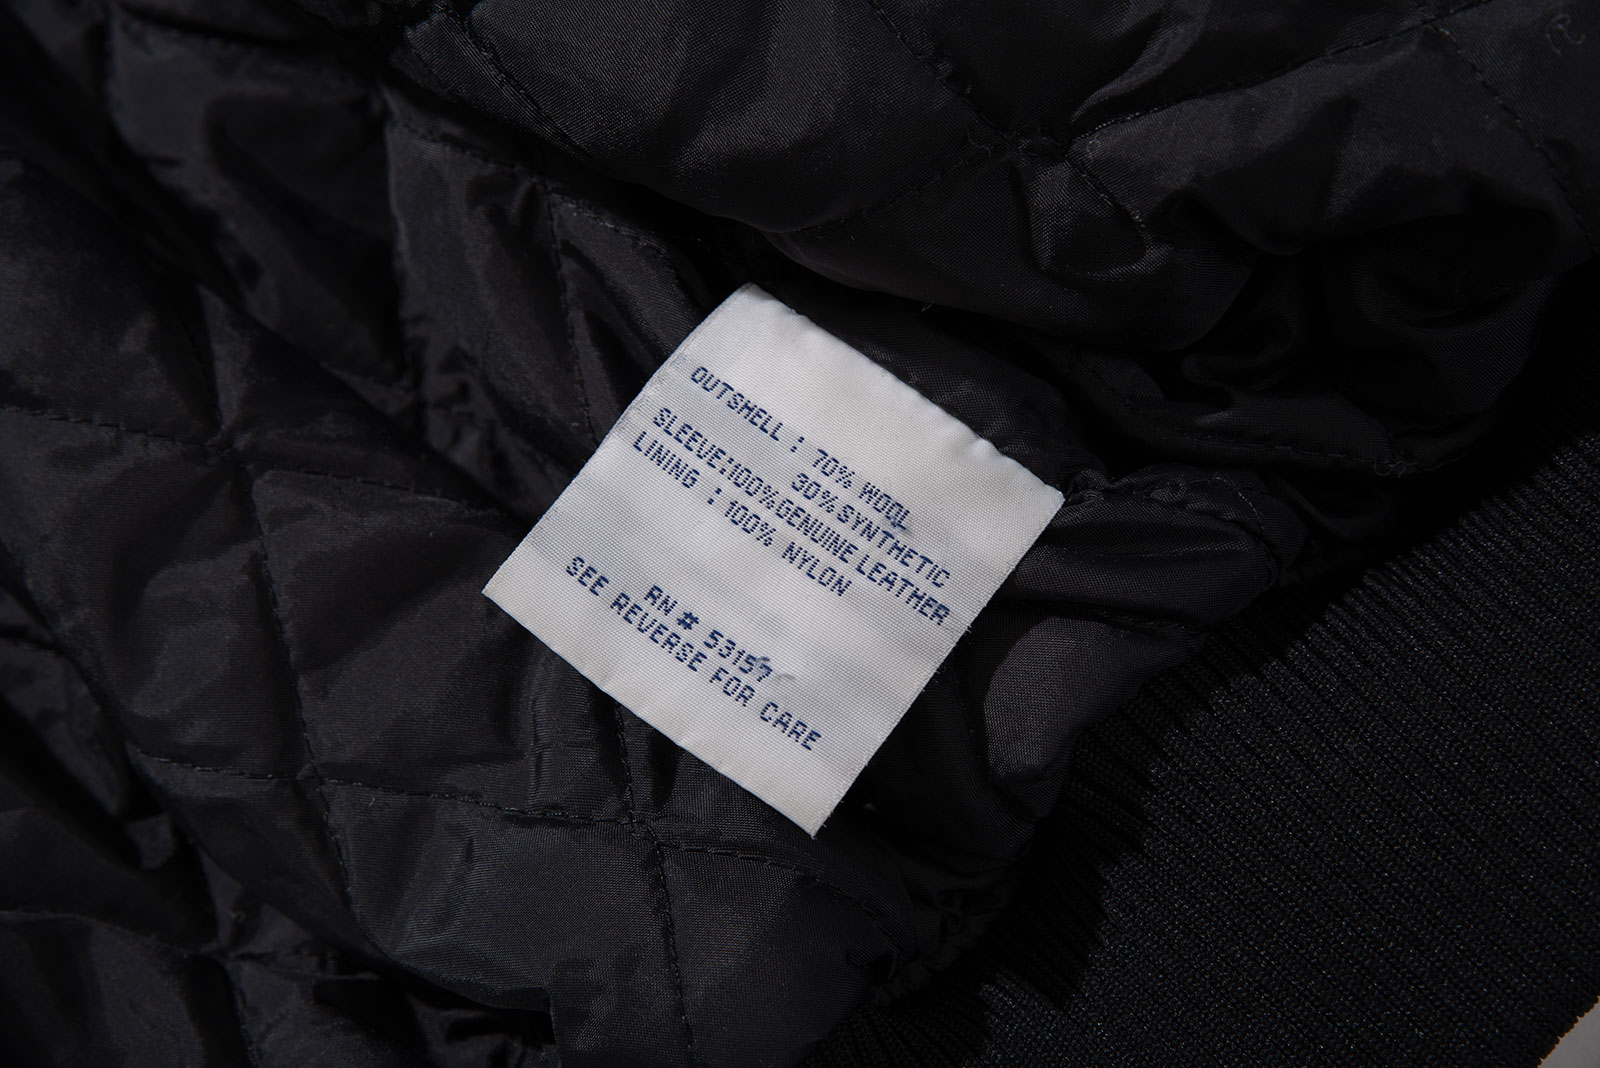 OUTSHELL : 70% WOOL
30% SYNTHETIC
SLEEVE:100%GENUINE LEATHER
LINING : 100% NYLON
RN # 53157
SEE REVERSE FOR CARE